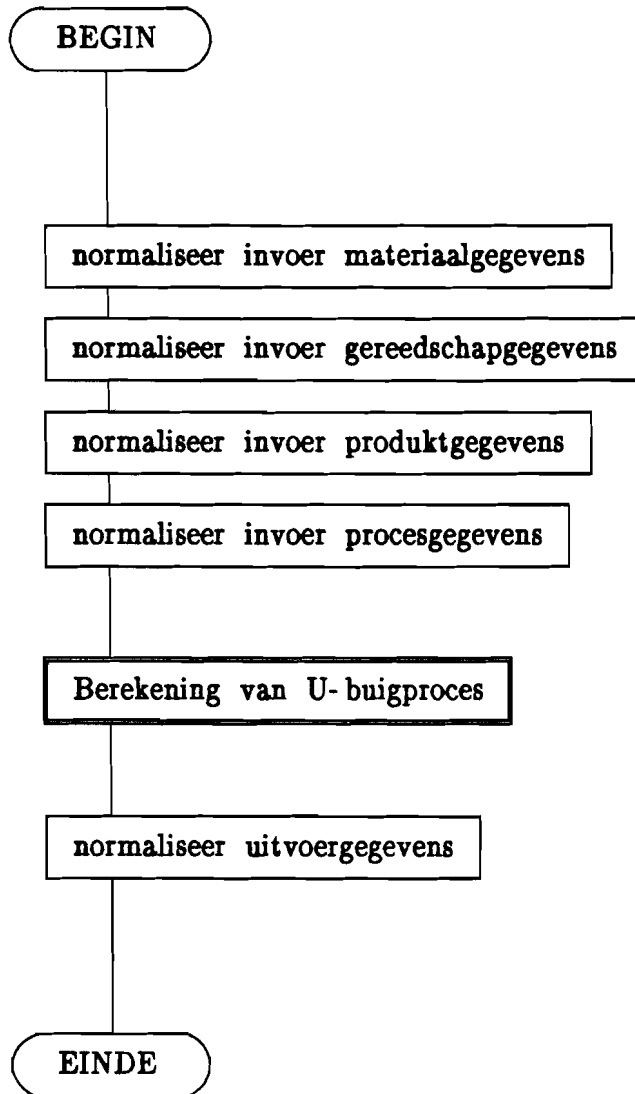 BEGIN
normaliseer invoer materiaalgegevens
normaliseer invoer gereedschapgegevens
normaliseer invoer produktgegevens
normaliseer invoer procesgegevens
Berekening van U-buigproces
normaliseer uitvoergegevens
EINDE